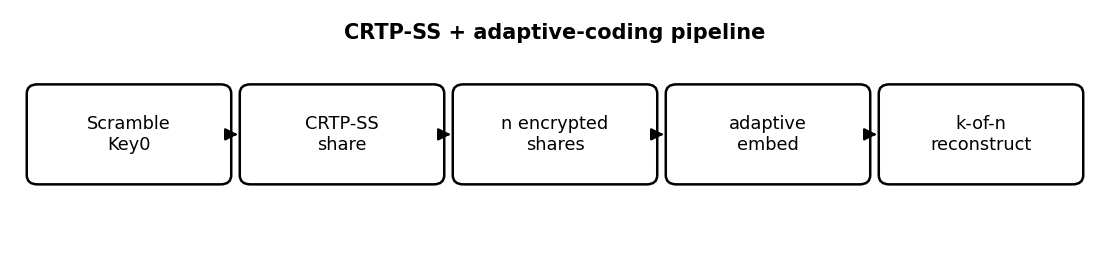 CRTP-SS + adaptive-coding pipeline
Scramble
Key0
CRTP-SS
share
n encrypted
shares
adaptive
embed
k-of-n
reconstruct